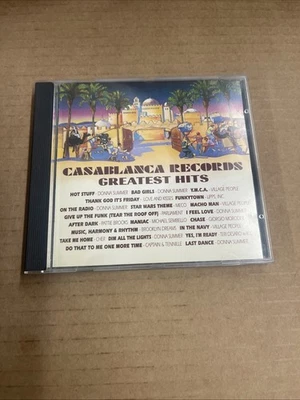 CASABLANCA RECORDS
GREATEST HITS
HOT STUFF · DONNA SUMMER BAD GIRLS · DONNA SUMMER Y.M.C.A. · VILLAGE PEOPLE
THANK GOD IT'S FRIDAY · LOVE AND KISSES FUNKYTOWN · LIPPS, INC.
ON THE RADIO · DONNA SUMMER STAR WARS THEME · MECO MACHO MAN · VILLAGE PEOPLE
GIVE UP THE FUNK (TEAR THE ROOF OFF) · PARLIAMENT I FEEL LOVE · DONNA SUMMER
AFTER DARK · PATTIE BROOKS MANIAC · MICHAEL SEMBELLO CHASE · GIORGIO MORODER
MUSIC, HARMONY & RHYTHM · BROOKLYN DREAMS IN THE NAVY · VILLAGE PEOPLE
TAKE ME HOME · CHER DIM ALL THE LIGHTS · DONNA SUMMER YES, I'M READY ·
DO THAT TO ME ONE MORE TIME · CAPTAIN & TENNILLE LAST DANCE · DONNA SUMMER